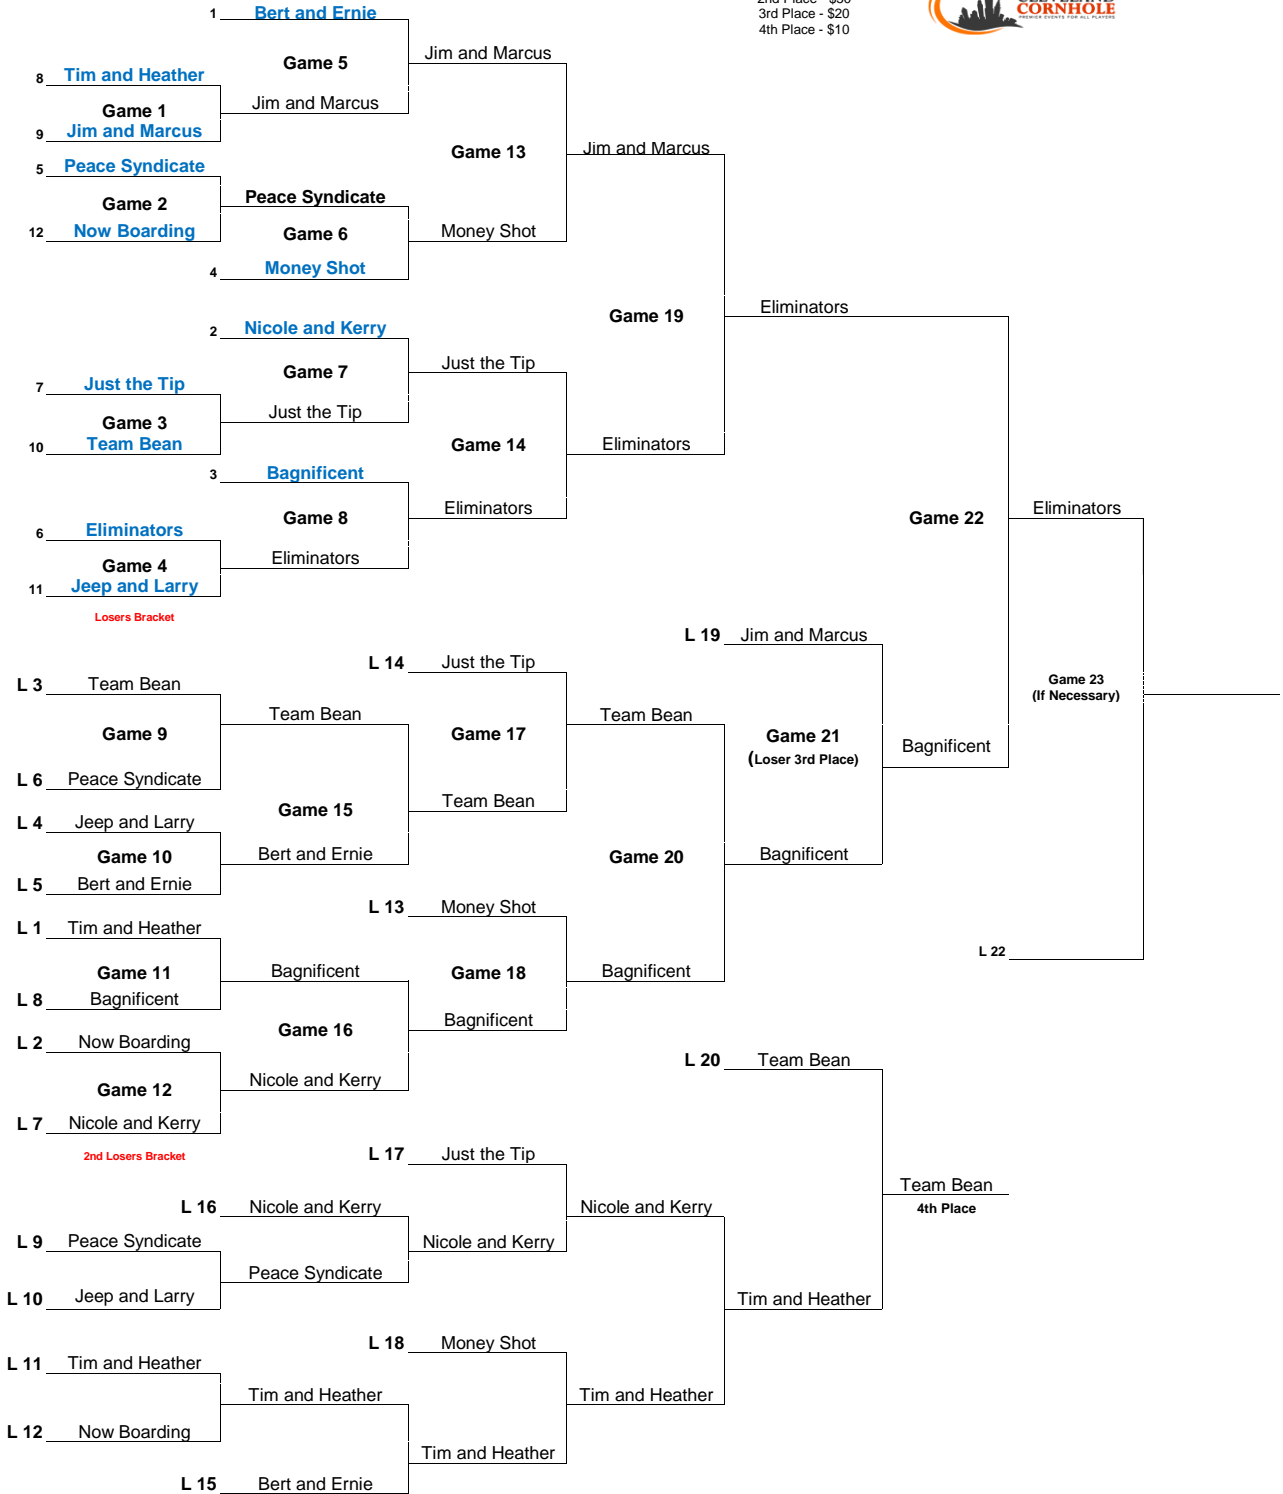 2nd Place - $30
3rd Place - $20
4th Place - $10
CLEVELAND
CORNHOLE
PREMIER EVENTS FOR ALL PLAYERS
1 Bert and Ernie
Game 5
Jim and Marcus
8 Tim and Heather
Game 1
Jim and Marcus
9 Jim and Marcus
Game 13
Jim and Marcus
5 Peace Syndicate
Game 2
Peace Syndicate
12 Now Boarding
Game 6
Money Shot
4 Money Shot
Game 19
Eliminators
2 Nicole and Kerry
Game 7
Just the Tip
7 Just the Tip
Game 3
Just the Tip
10 Team Bean
Game 14
Eliminators
3 Bagnificent
Game 8
Eliminators
6 Eliminators
Game 4
Eliminators
11 Jeep and Larry
Game 22
Eliminators
Losers Bracket
L 19 Jim and Marcus
L 14 Just the Tip
L 3 Team Bean
Team Bean
Game 9
Game 17
Team Bean
Game 21
(Loser 3rd Place)
Bagnificent
Game 23
(If Necessary)
L 6 Peace Syndicate
Team Bean
L 4 Jeep and Larry
Game 15
Game 10
Bert and Ernie
Game 20
Bagnificent
L 5 Bert and Ernie
L 13 Money Shot
L 1 Tim and Heather
L 22
Game 11
Bagnificent
Game 18
Bagnificent
L 8 Bagnificent
Bagnificent
L 2 Now Boarding
Game 16
L 20 Team Bean
Game 12
Nicole and Kerry
L 7 Nicole and Kerry
2nd Losers Bracket
L 17 Just the Tip
Team Bean
4th Place
L 16 Nicole and Kerry
Nicole and Kerry
L 9 Peace Syndicate
Nicole and Kerry
Peace Syndicate
L 10 Jeep and Larry
Tim and Heather
L 18 Money Shot
L 11 Tim and Heather
Tim and Heather
Tim and Heather
L 12 Now Boarding
Tim and Heather
L 15 Bert and Ernie